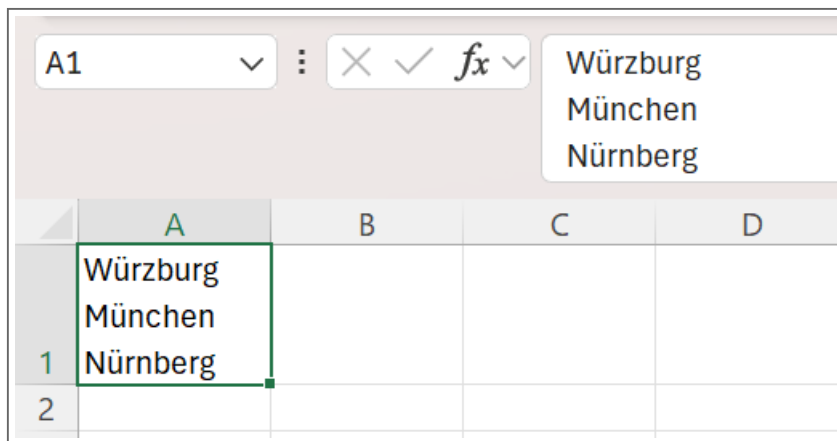 A1 fx Würzburg
München
Nürnberg
A B C D
Würzburg
München
1 Nürnberg
2